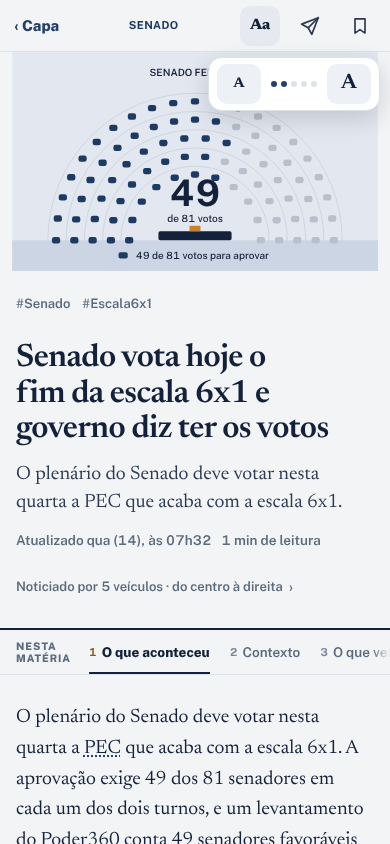 ‹ Capa
SENADO
Aa
SENADO FE
A
A
49
de 81 votos
49 de 81 votos para aprovar
#Senado #Escala6x1
Senado vota hoje o
fim da escala 6x1 e
governo diz ter os votos
O plenário do Senado deve votar nesta
quarta a PEC que acaba com a escala 6x1.
Atualizado qua (14), às 07h32 1 min de leitura
Noticiado por 5 veículos · do centro à direita ›
NESTA
MATÉRIA
1 O que aconteceu
2 Contexto
3 O que ve
O plenário do Senado deve votar nesta
quarta a PEC que acaba com a escala 6x1. A
aprovação exige 49 dos 81 senadores em
cada um dos dois turnos, e um levantamento
do Poder360 conta 49 senadores favoráveis